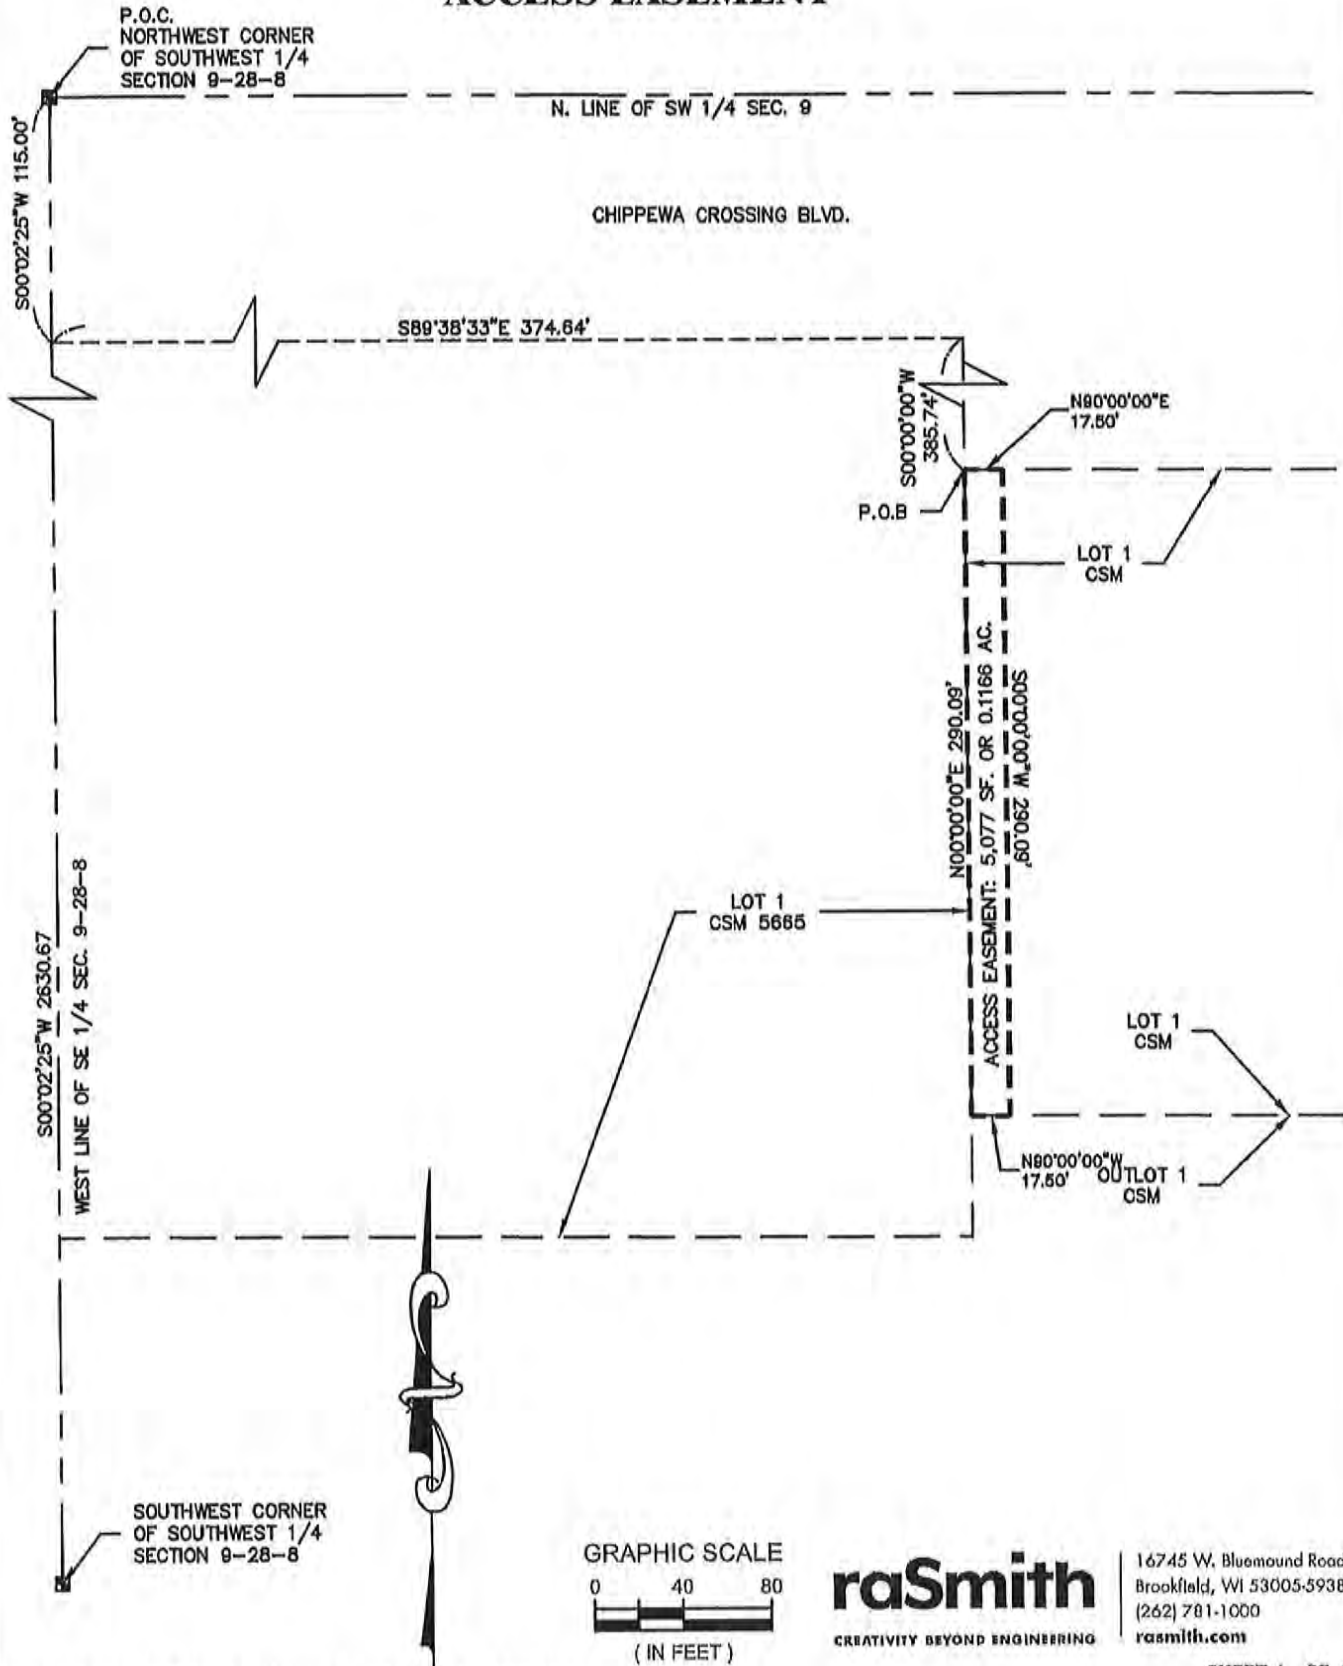 ACCESS EASEMENT
P.O.C.
NORTHWEST CORNER
OF SOUTHWEST 1/4
SECTION 9-28-8
N. LINE OF SW 1/4 SEC. 9
S00°02'25"W 115.00'
CHIPPEWA CROSSING BLVD.
S89°38'33"E 374.64'
S00°00'00"W
385.74'
N90°00'00"E
17.50'
P.O.B
LOT 1
CSM
N00°00'00"E 290.09'
ACCESS EASEMENT: 5,077 SF. OR 0.1166 AC.
S00°00'00"W 290.09'
LOT 1
CSM 5665
S00°02'25"W 2630.67
WEST LINE OF SE 1/4 SEC. 9-28-8
LOT 1
CSM
N90°00'00"W
17.50'
OUTLOT 1
CSM
SOUTHWEST CORNER
OF SOUTHWEST 1/4
SECTION 9-28-8
GRAPHIC SCALE
0 40 80
( IN FEET )
raSmith
CREATIVITY BEYOND ENGINEERING
16745 W. Bluemound Road
Brookfield, WI 53005-5938
(262) 781-1000
rasmith.com